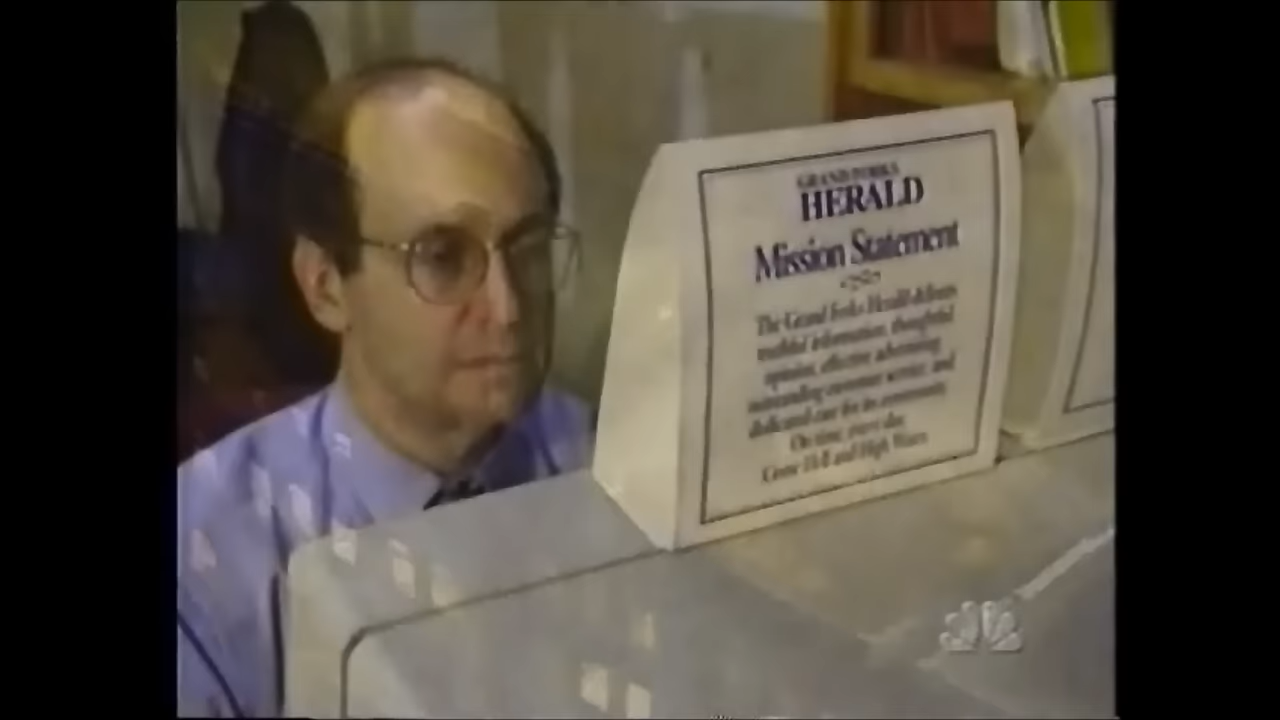 GRAND FORKS
HERALD
Mission Statement
The Grand Forks Herald delivers
truthful information, thoughtful
opinion, effective advertising,
outstanding customer service, and
dedicated care for its community.
On time, every day.
Come Hell and High Water.